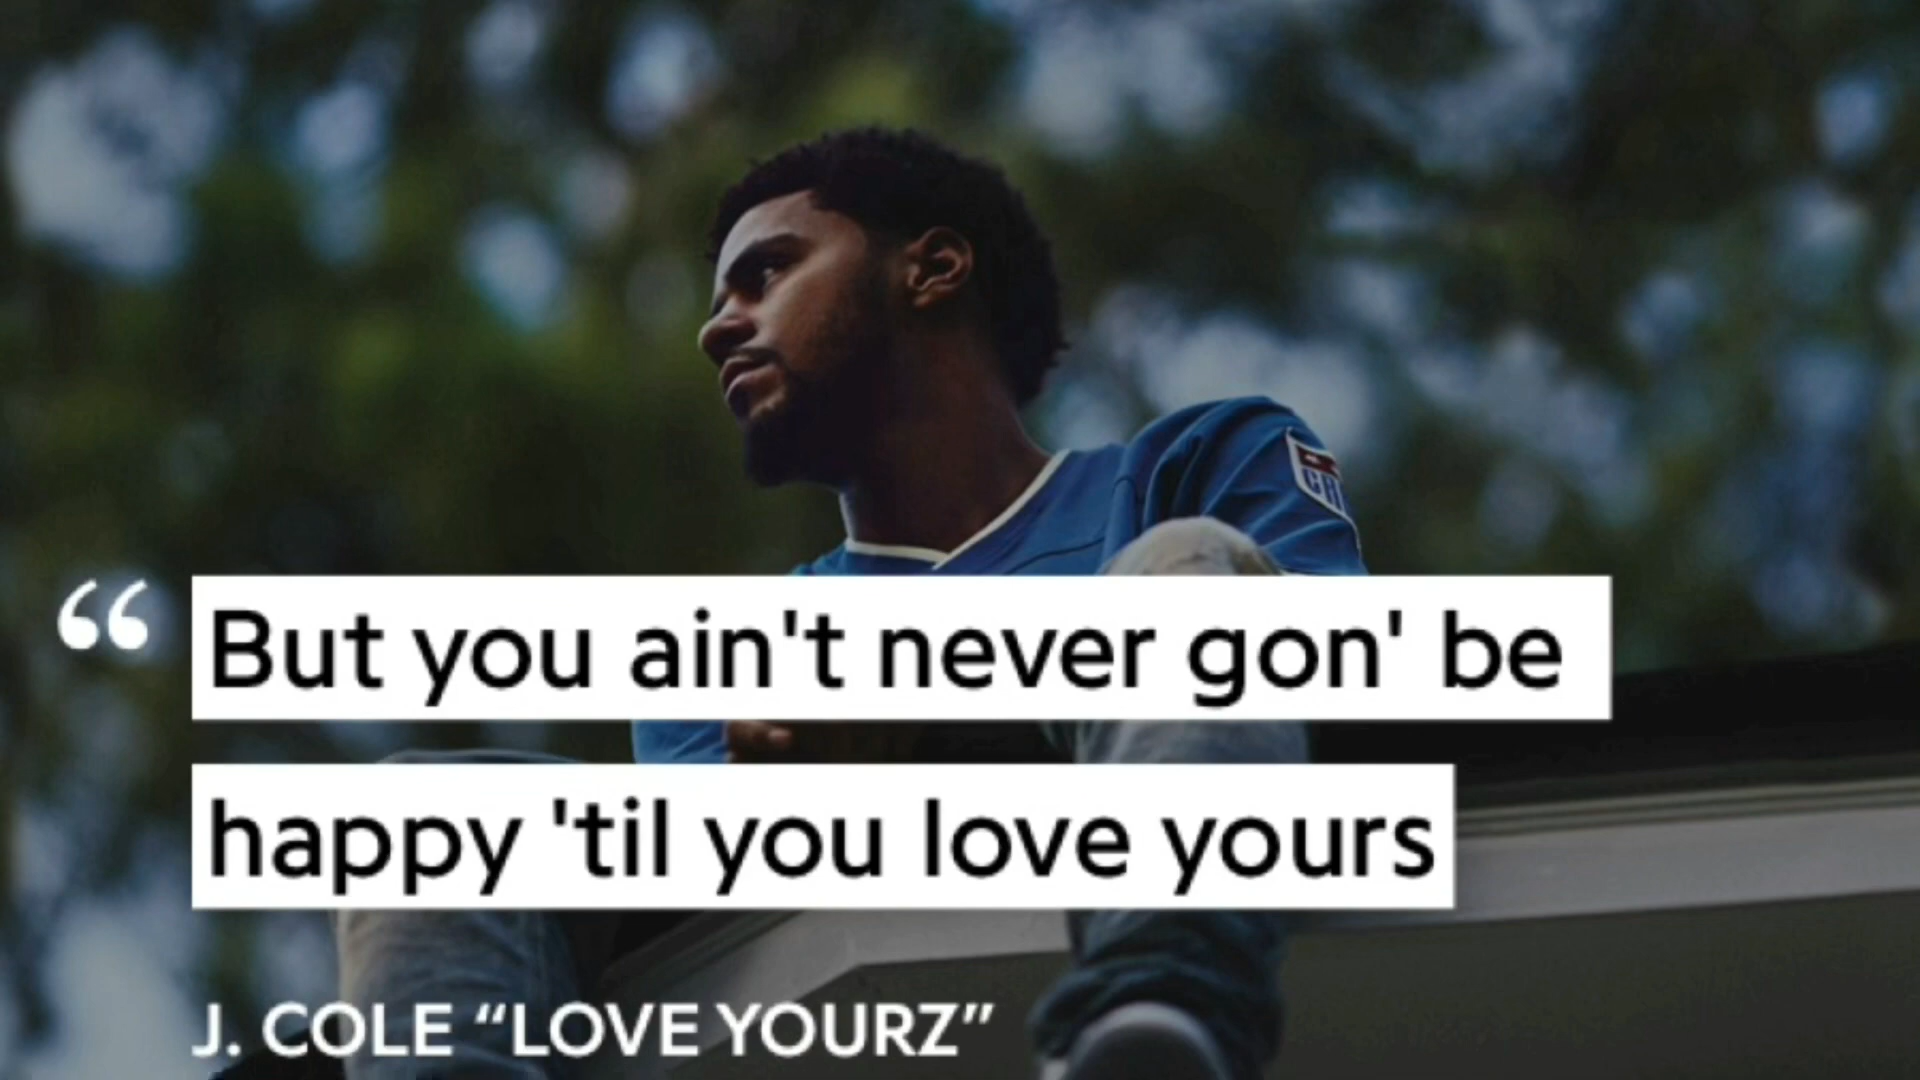 “
But you ain't never gon' be
happy 'til you love yours
J. COLE “LOVE YOURZ”